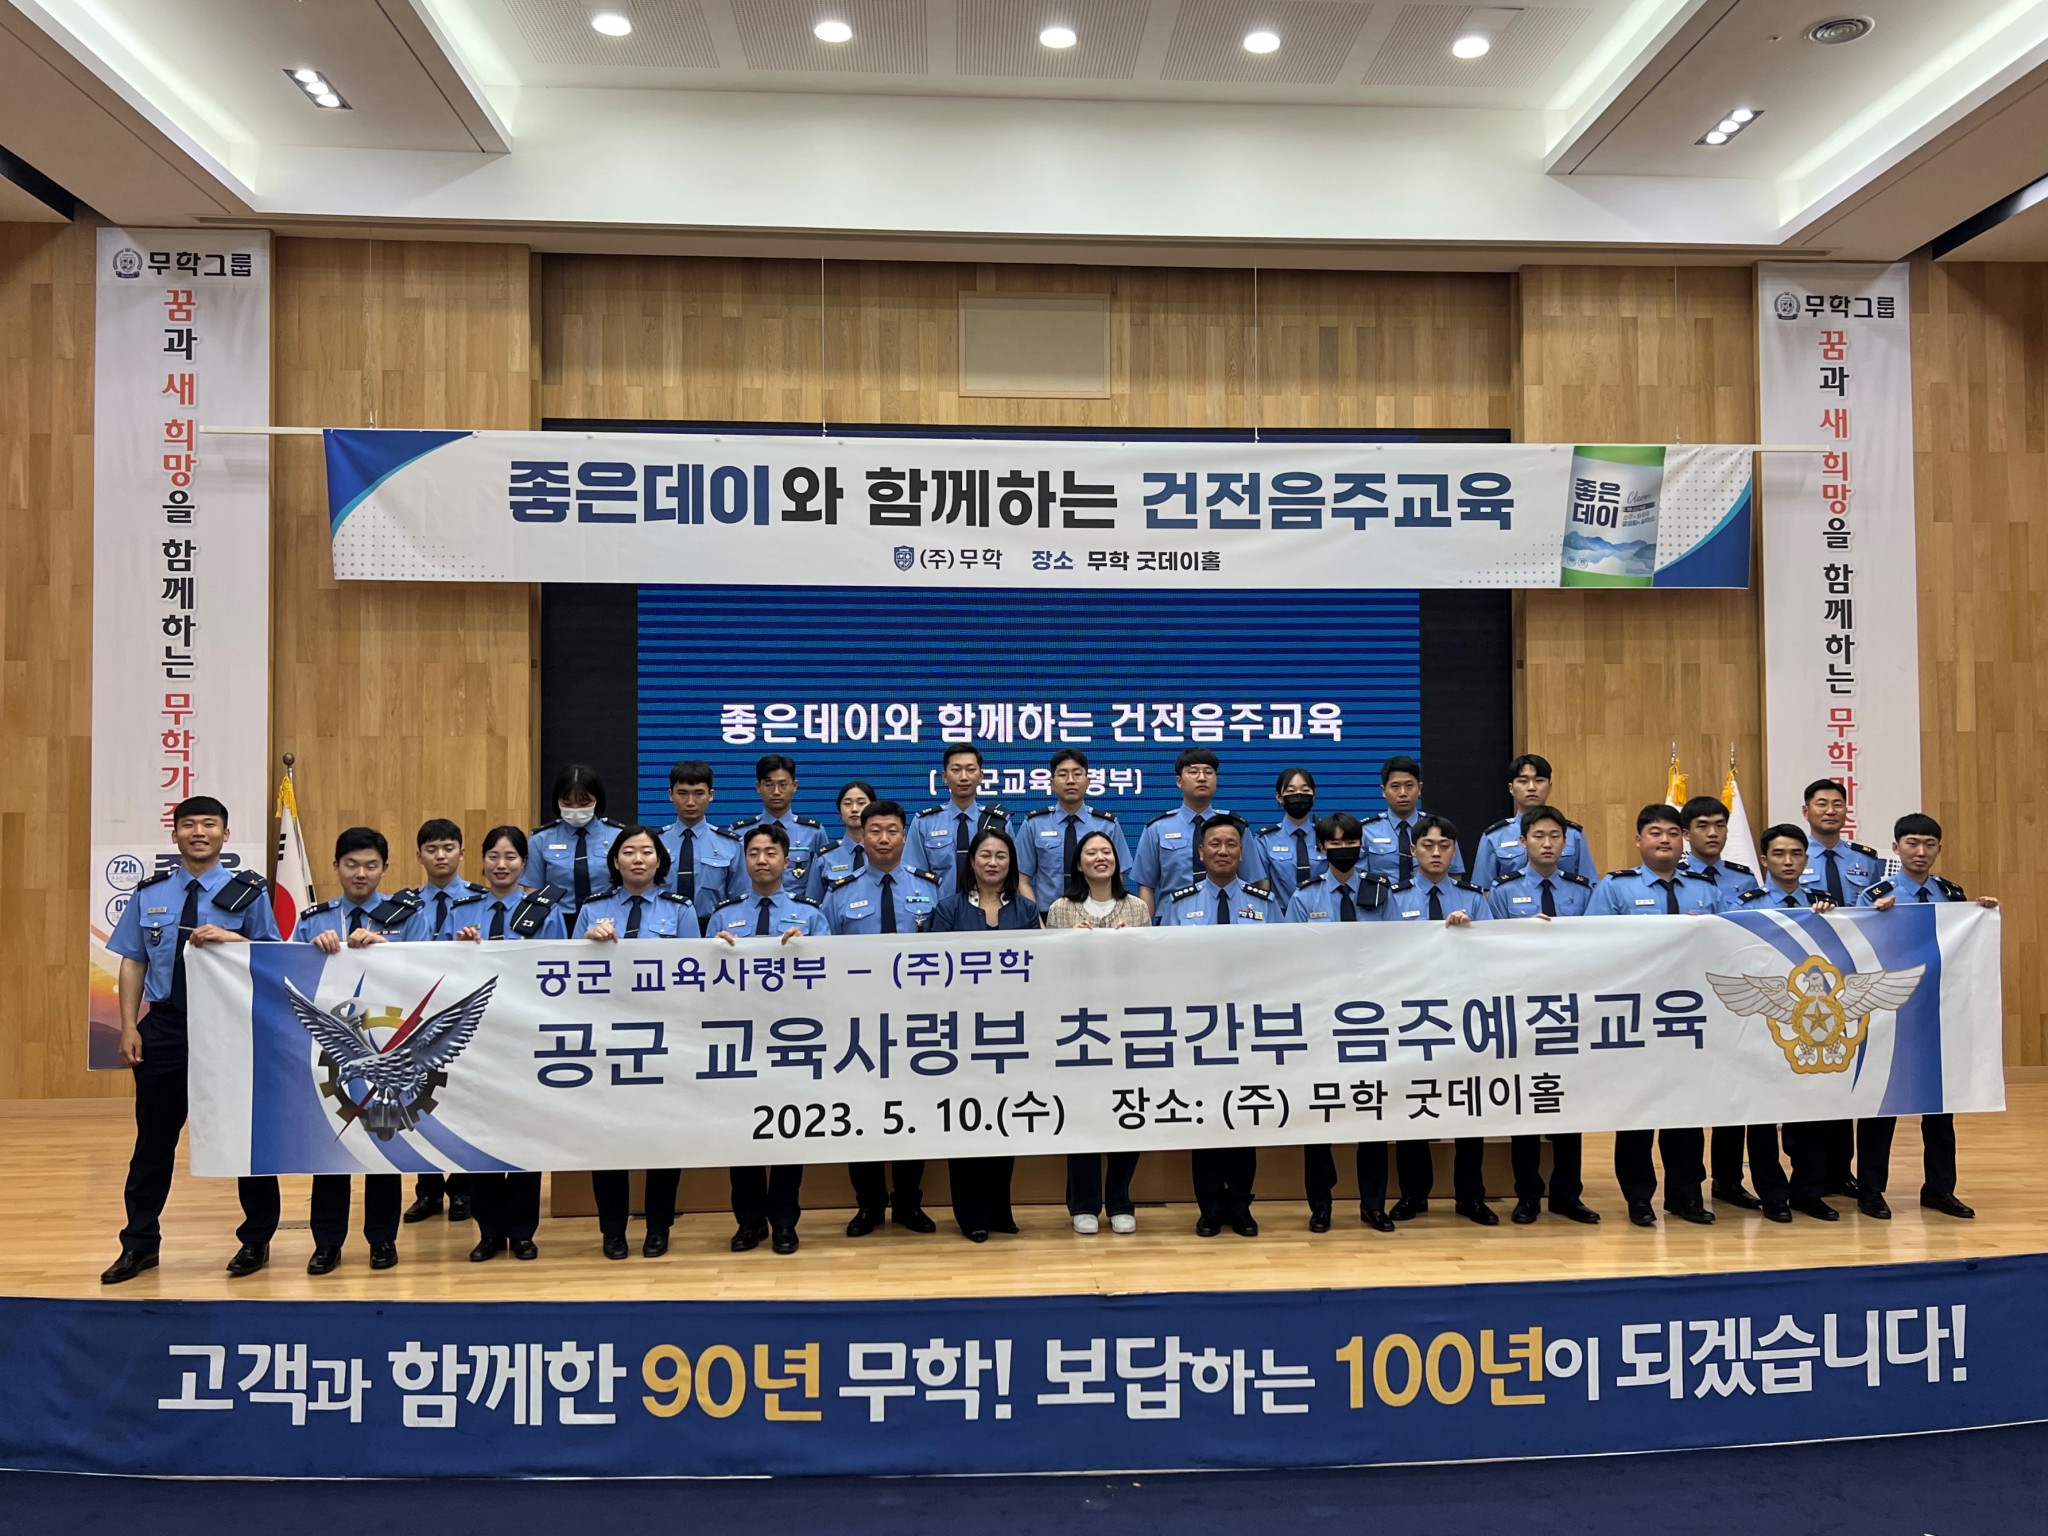 무학그룹
꿈과 새 희망을 함께하는 무학가족
72h
무학그룹
꿈과 새 희망을 함께하는
좋은데이와 함께하는 건전음주교육
(주)무학 장소 무학 굿데이홀
좋은데이
Clean
좋은데이와 함께하는 건전음주교육
군교육 령부)
공군 교육사령부 – (주)무학
공군 교육사령부 초급간부 음주예절교육
2023. 5. 10.(수) 장소: (주) 무학 굿데이홀
고객과 함께한 90년 무학! 보답하는 100년이 되겠습니다!